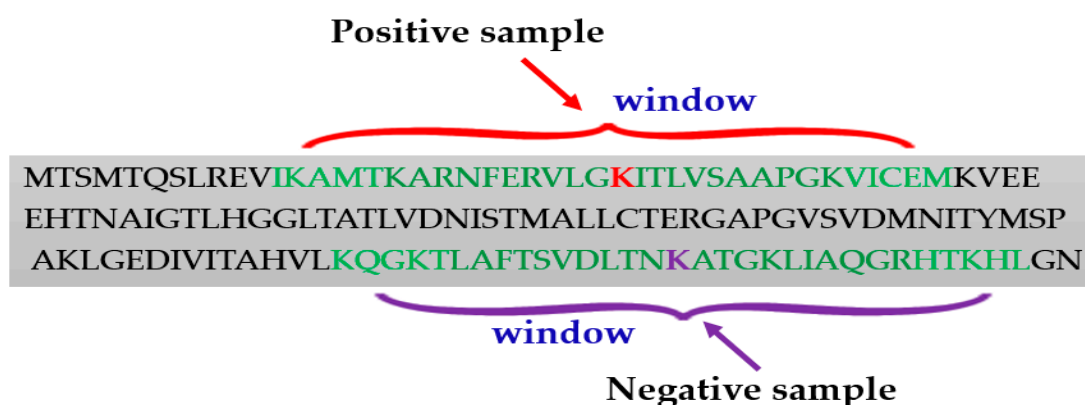 Positive sample
window
MTSMTQSLREVIKAMTKARNFERVLGKITLVSAAPGKVICEMKVEE
EHTNAIGTLHGGLTATLVDNISTMALLCTERGAPGVSVDMNITYMSP
AKLGEDIVITAHVLKQGKTLAFTSVDLTNKATGKLIAQGRHTKHLGN
window
Negative sample